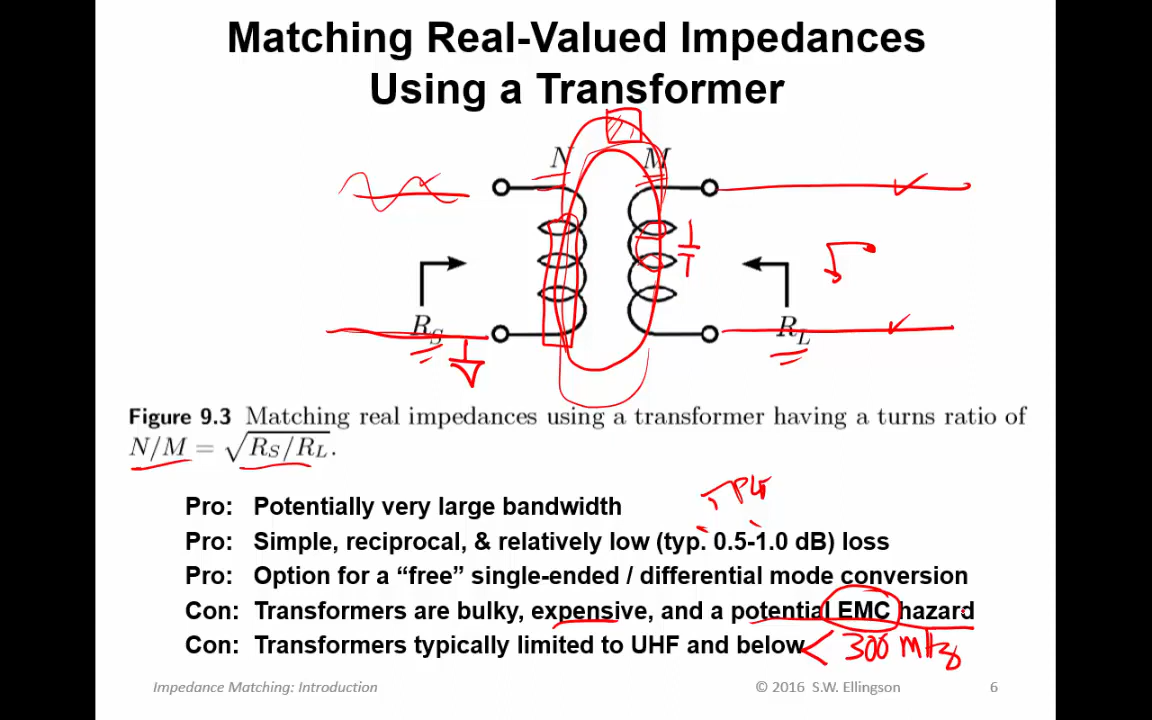 Matching Real-Valued Impedances
Using a Transformer
N M
R_S R_L
Figure 9.3 Matching real impedances using a transformer having a turns ratio of
N/M = √R_S/R_L.
Pro: Potentially very large bandwidth
Pro: Simple, reciprocal, & relatively low (typ. 0.5-1.0 dB) loss
Pro: Option for a “free” single-ended / differential mode conversion
Con: Transformers are bulky, expensive, and a potential EMC hazard
Con: Transformers typically limited to UHF and below < 300 MHz
Impedance Matching: Introduction © 2016 S.W. Ellingson 6